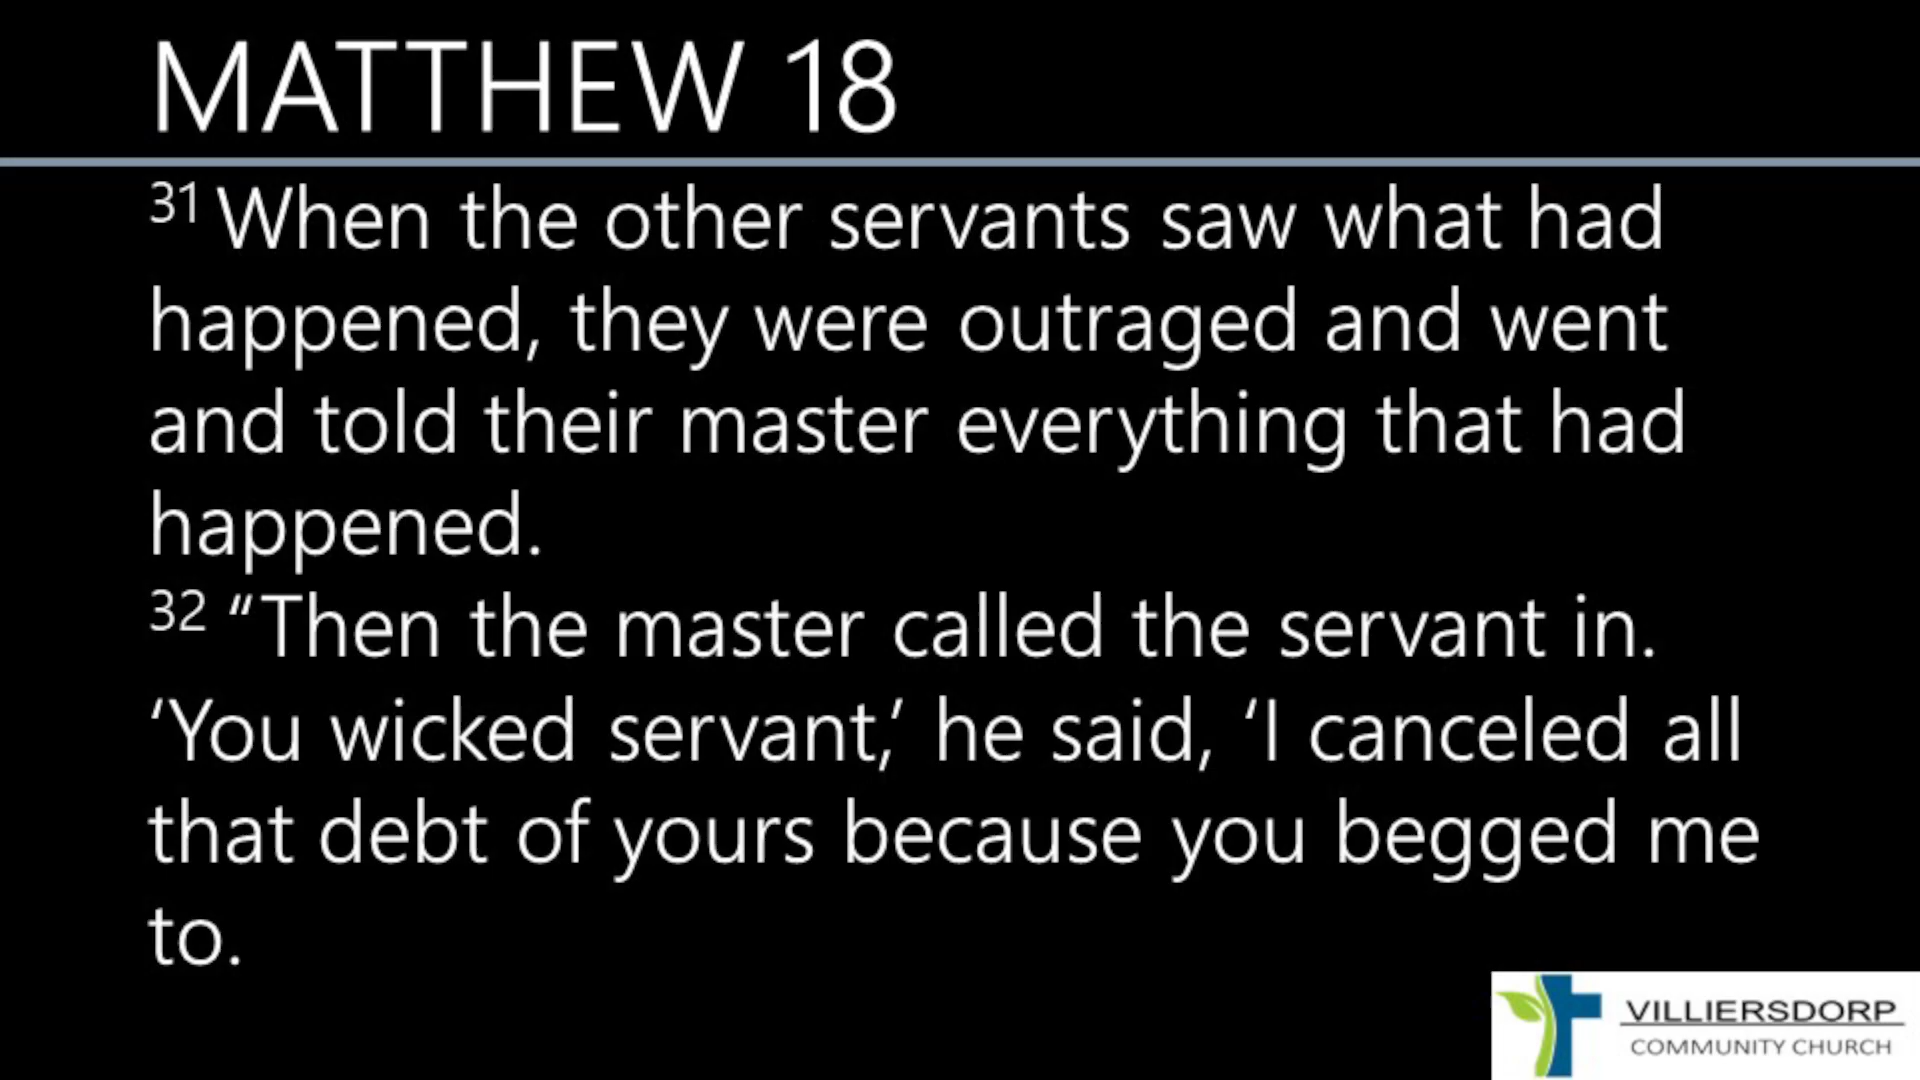 MATTHEW 18
31 When the other servants saw what had
happened, they were outraged and went
and told their master everything that had
happened.
32 “Then the master called the servant in.
‘You wicked servant,’ he said, ‘I canceled all
that debt of yours because you begged me
to.
VILLIERSDORP
COMMUNITY CHURCH